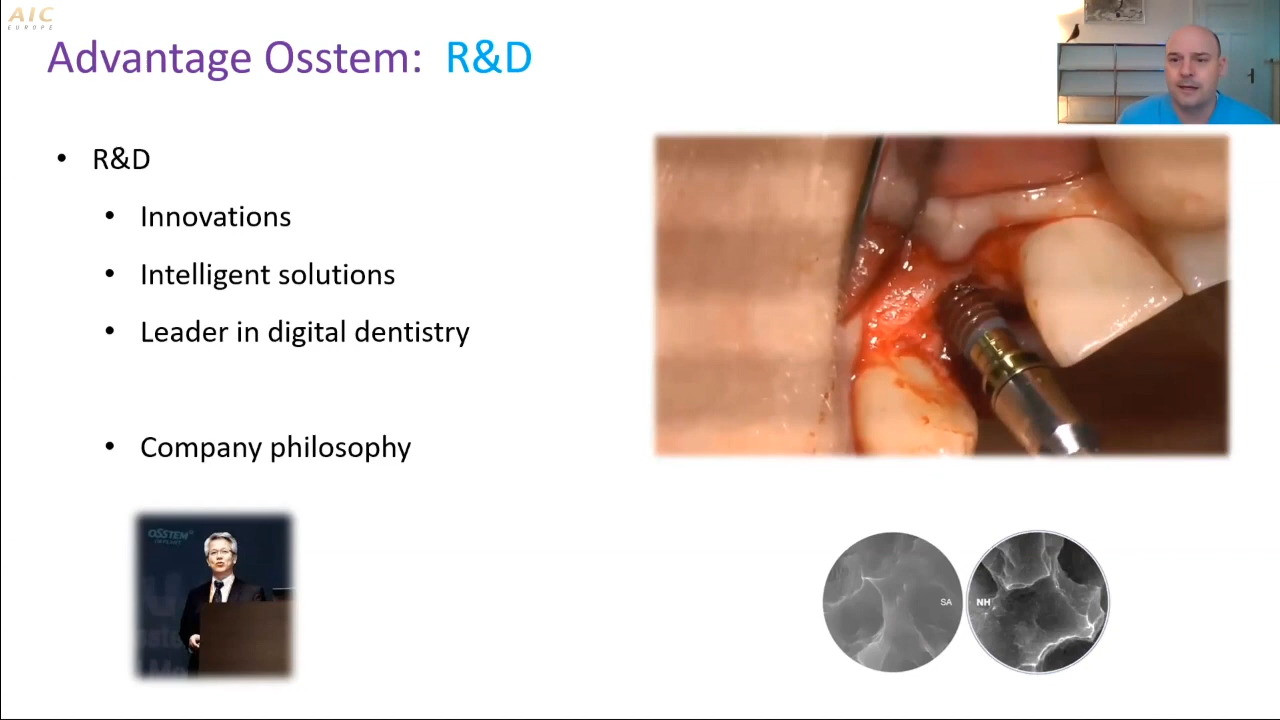 AIC
EUROPE
Advantage Osstem: R&D
• R&D
• Innovations
• Intelligent solutions
• Leader in digital dentistry
• Company philosophy
OSSTEM
IMPLANT
SA
NH